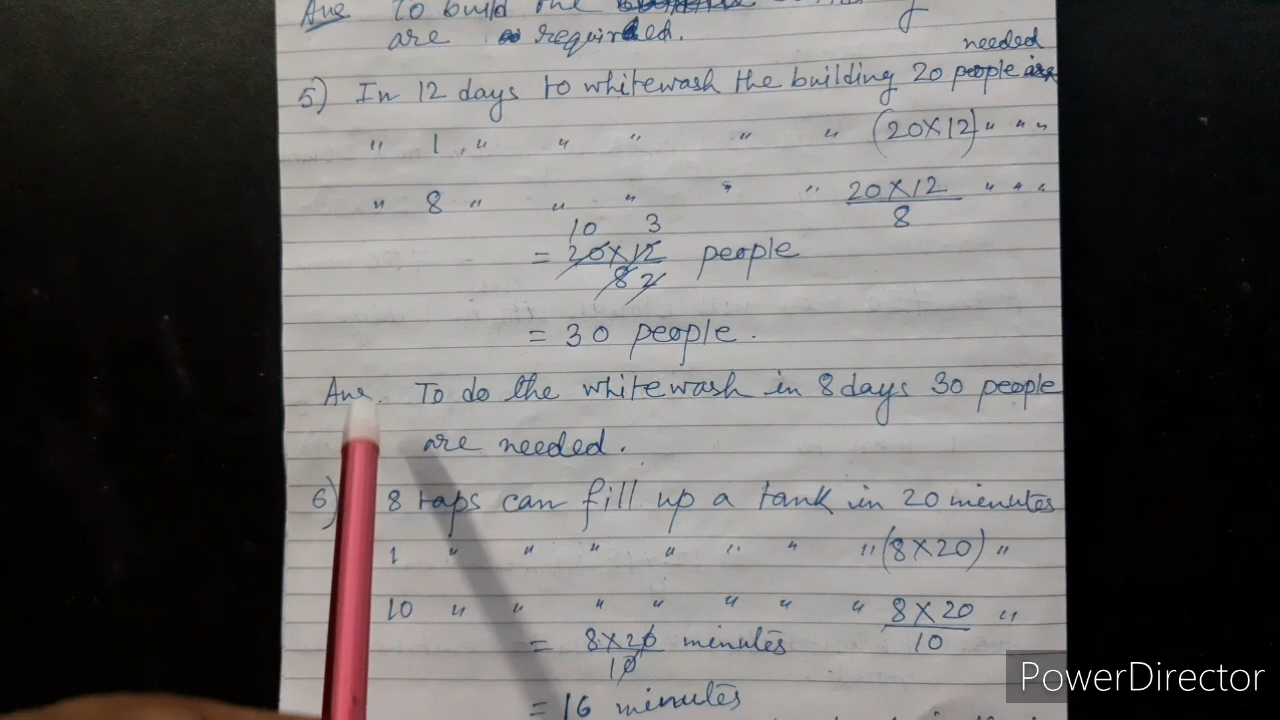 Ans To build the
are required.
needed
5) In 12 days to whitewash the building 20 people are
" 1 " " " " " (20×12) " " "
" 8 " " " " " 20×12 " " "
8
10 3
= 20×12 people
8 2
= 30 people.
Ans. To do the whitewash in 8 days 30 people
are needed.
6) 8 taps can fill up a tank in 20 minutes
1 " " " " " " " (8×20) "
10 " " " " " " " 8×20 "
10
= 8×20 minutes
10
= 16 minutes
PowerDirector